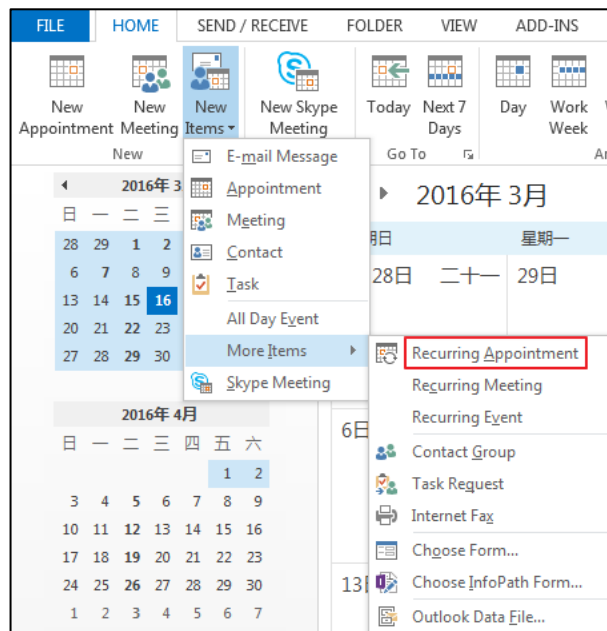 FILE HOME SEND / RECEIVE FOLDER VIEW ADD-INS
New Appointment
New Meeting
New Items
New Skype Meeting
Today
Next 7 Days
Day
Work Week
New
Go To
E-mail Message
Appointment
Meeting
Contact
Task
All Day Event
More Items
Skype Meeting
Recurring Appointment
Recurring Meeting
Recurring Event
Contact Group
Task Request
Internet Fax
Choose Form...
Choose InfoPath Form...
Outlook Data File...
2016年 3
日 一 二 三
28 29 1 2
6 7 8 9
13 14 15 16
20 21 22 23
27 28 29 30
2016年 4月
日 一 二 三 四 五 六
1 2
3 4 5 6 7 8 9
10 11 12 13 14 15 16
17 18 19 20 21 22 23
24 25 26 27 28 29 30
1 2 3 4 5 6 7
2016年 3月
星期一
28日 二十一 29日
6日
13